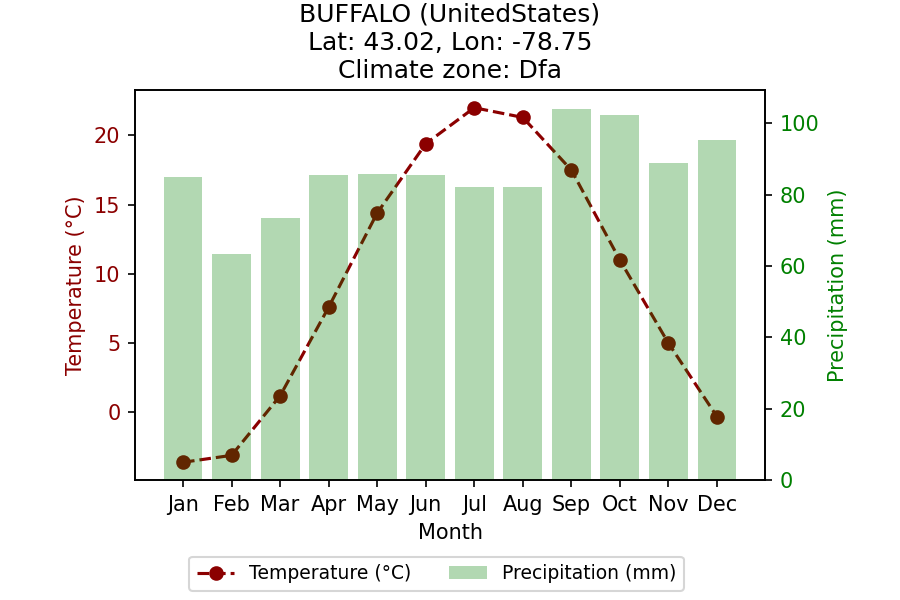 BUFFALO (UnitedStates)
Lat: 43.02, Lon: -78.75
Climate zone: Dfa
Temperature (°C)
20
15
10
5
0
Precipitation (mm)
100
80
60
40
20
0
Jan Feb Mar Apr May Jun Jul Aug Sep Oct Nov Dec
Month
Temperature (°C) Precipitation (mm)